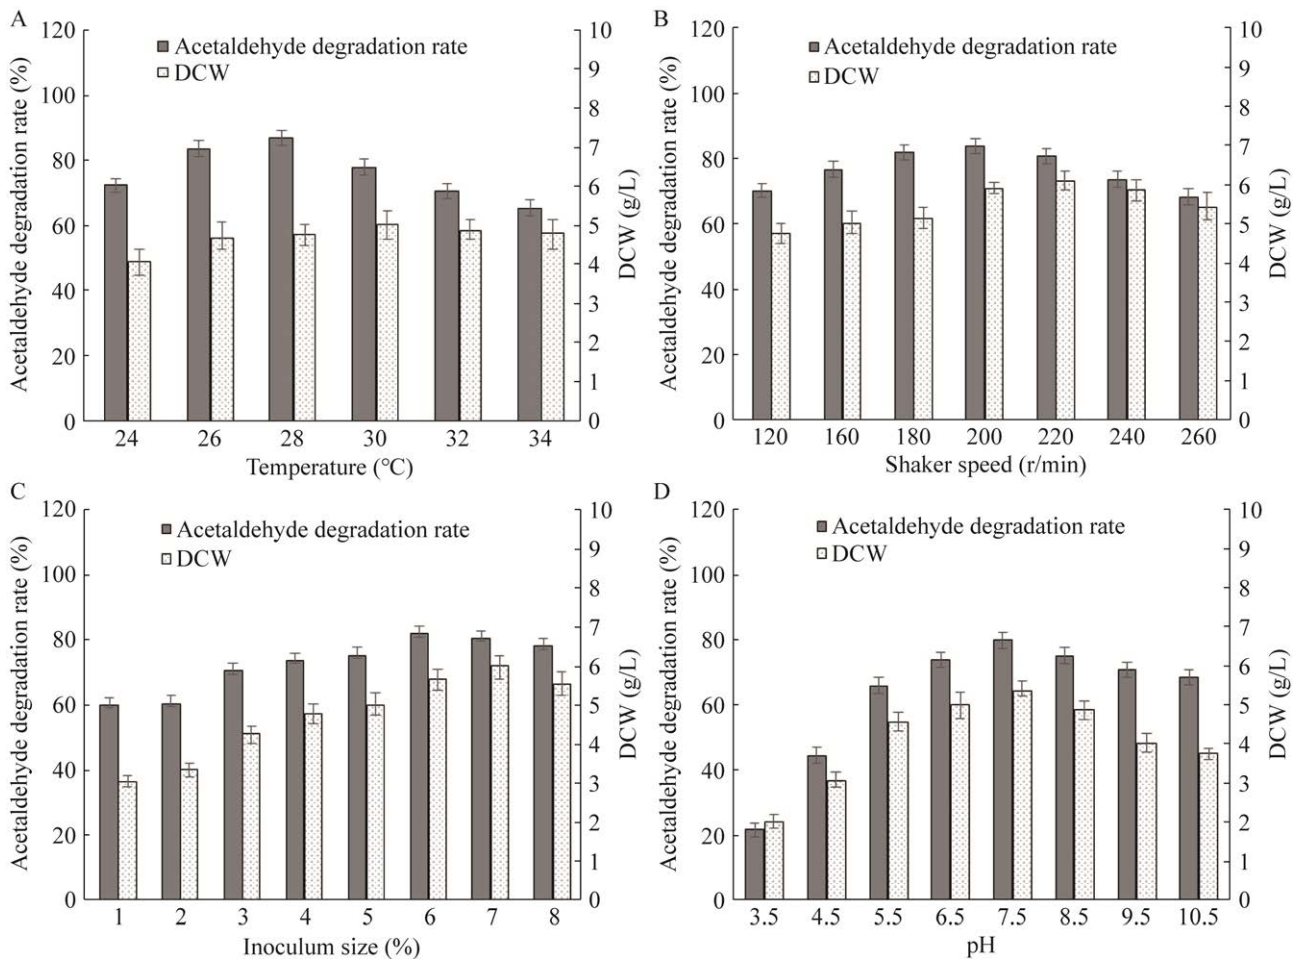 A
Acetaldehyde degradation rate (%)
120
100
80
60
40
20
0
Acetaldehyde degradation rate
DCW
10
9
8
7
6
5
4
3
2
1
0
DCW (g/L)
24 26 28 30 32 34
Temperature (°C)
B
Acetaldehyde degradation rate (%)
120
100
80
60
40
20
0
Acetaldehyde degradation rate
DCW
10
9
8
7
6
5
4
3
2
1
0
DCW (g/L)
120 160 180 200 220 240 260
Shaker speed (r/min)
C
Acetaldehyde degradation rate (%)
120
100
80
60
40
20
0
Acetaldehyde degradation rate
DCW
10
9
8
7
6
5
4
3
2
1
0
DCW (g/L)
1 2 3 4 5 6 7 8
Inoculum size (%)
D
Acetaldehyde degradation rate (%)
120
100
80
60
40
20
0
Acetaldehyde degradation rate
DCW
10
9
8
7
6
5
4
3
2
1
0
DCW (g/L)
3.5 4.5 5.5 6.5 7.5 8.5 9.5 10.5
pH